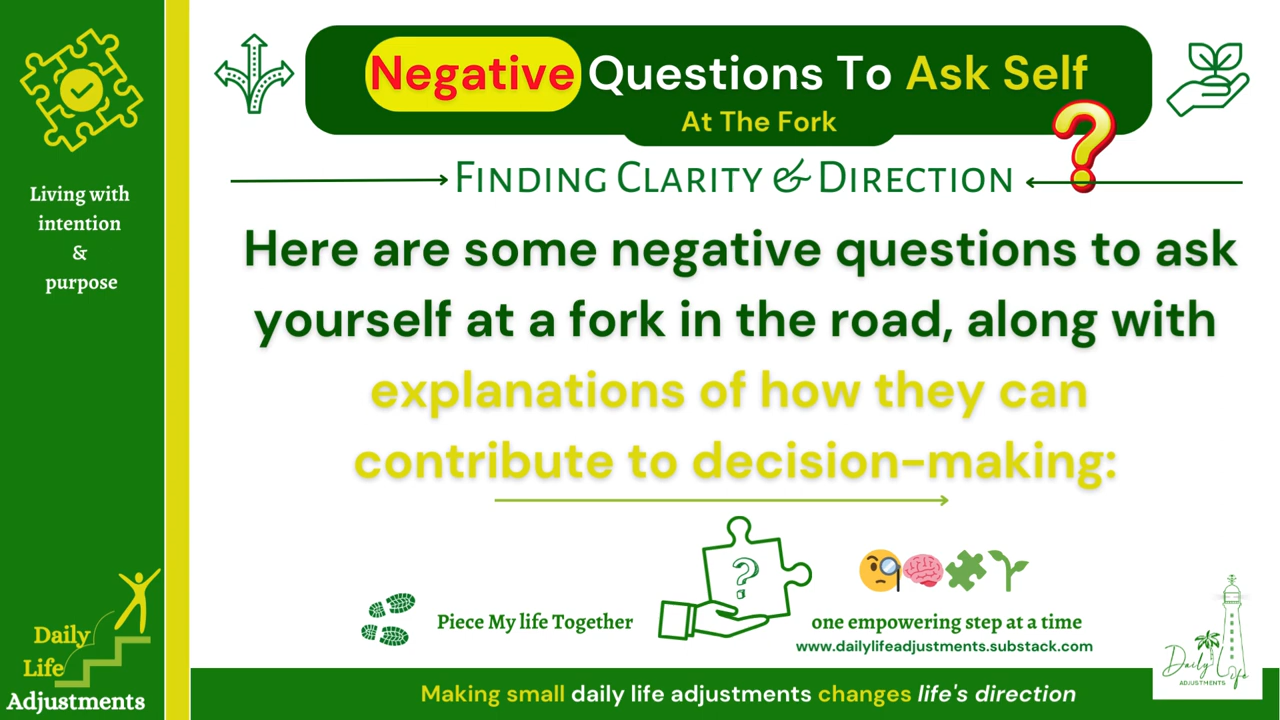 Negative Questions To Ask Self
At The Fork
?
Finding Clarity & Direction
Living with
intention
&
purpose
Here are some negative questions to ask
yourself at a fork in the road, along with
explanations of how they can
contribute to decision-making:
?
Piece My life Together
one empowering step at a time
www.dailylifeadjustments.substack.com
Daily
Life
Adjustments
Making small daily life adjustments changes life's direction
Daily Life
ADJUSTMENTS